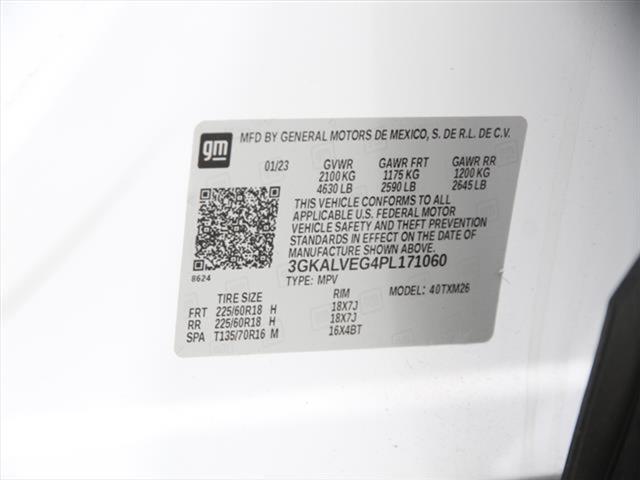 gm
MFD BY GENERAL MOTORS DE MEXICO, S. DE R.L. DE C.V.
01/23 GVWR GAWR FRT GAWR RR
2100 KG 1175 KG 1200 KG
4630 LB 2590 LB 2645 LB
THIS VEHICLE CONFORMS TO ALL
APPLICABLE U.S. FEDERAL MOTOR
VEHICLE SAFETY AND THEFT PREVENTION
STANDARDS IN EFFECT ON THE DATE OF
MANUFACTURE SHOWN ABOVE.
3GKALVEG4PL171060
8624
TYPE: MPV MODEL: 40TXM26
TIRE SIZE RIM
FRT 225/60R18 H 18X7J
RR 225/60R18 H 18X7J
SPA T135/70R16 M 16X4BT